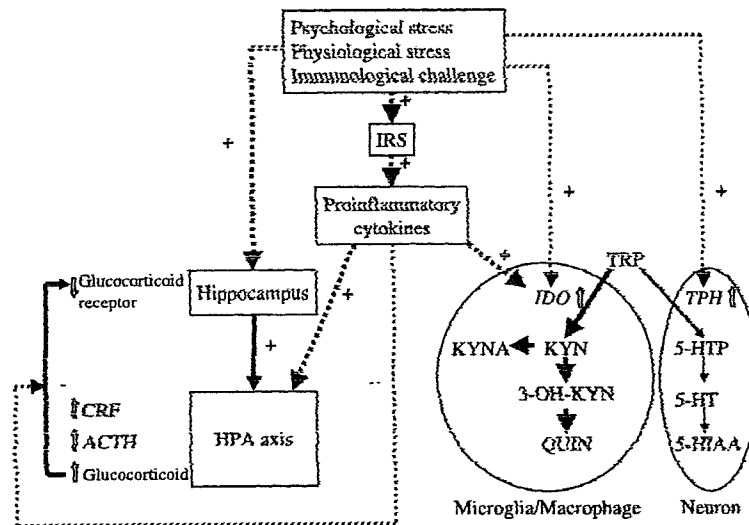 Psychological stress
Physiological stress
Immunological challenge
+
+
IRS
+
+
+
Proinflammatory
cytokines
+
TRP
Glucocorticoid
receptor
Hippocampus
+
IDO
TPH
+
KYNA
KYN
5-HTP
-
--
3-OH-KYN
CRF
5-HT
ACTH
HPA axis
QUIN
5-HIAA
Glucocorticoid
Microglia/Macrophage
Neuron